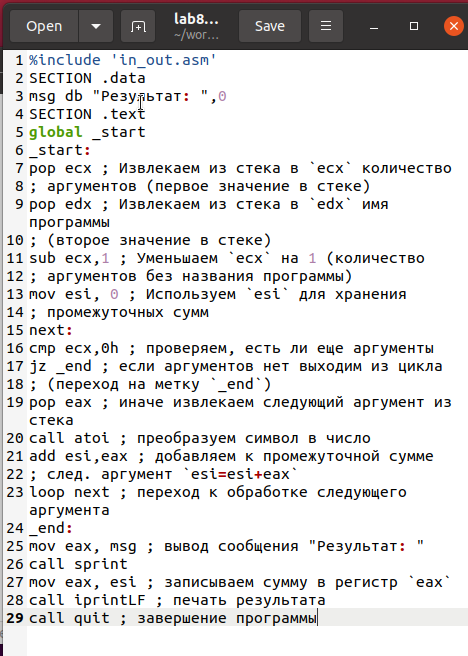 Open
lab8...
~/wor...
Save
1 %include 'in_out.asm'
2 SECTION .data
3 msg db "Результат: ",0
4 SECTION .text
5 global _start
6 _start:
7 pop ecx ; Извлекаем из стека в `ecx` количество
8 ; аргументов (первое значение в стеке)
9 pop edx ; Извлекаем из стека в `edx` имя
программы
10 ; (второе значение в стеке)
11 sub ecx,1 ; Уменьшаем `ecx` на 1 (количество
12 ; аргументов без названия программы)
13 mov esi, 0 ; Используем `esi` для хранения
14 ; промежуточных сумм
15 next:
16 cmp ecx,0h ; проверяем, есть ли еще аргументы
17 jz _end ; если аргументов нет выходим из цикла
18 ; (переход на метку `_end`)
19 pop eax ; иначе извлекаем следующий аргумент из
стека
20 call atoi ; преобразуем символ в число
21 add esi,eax ; добавляем к промежуточной сумме
22 ; след. аргумент `esi=esi+eax`
23 loop next ; переход к обработке следующего
аргумента
24 _end:
25 mov eax, msg ; вывод сообщения "Результат: "
26 call sprint
27 mov eax, esi ; записываем сумму в регистр `eax`
28 call iprintLF ; печать результата
29 call quit ; завершение программы